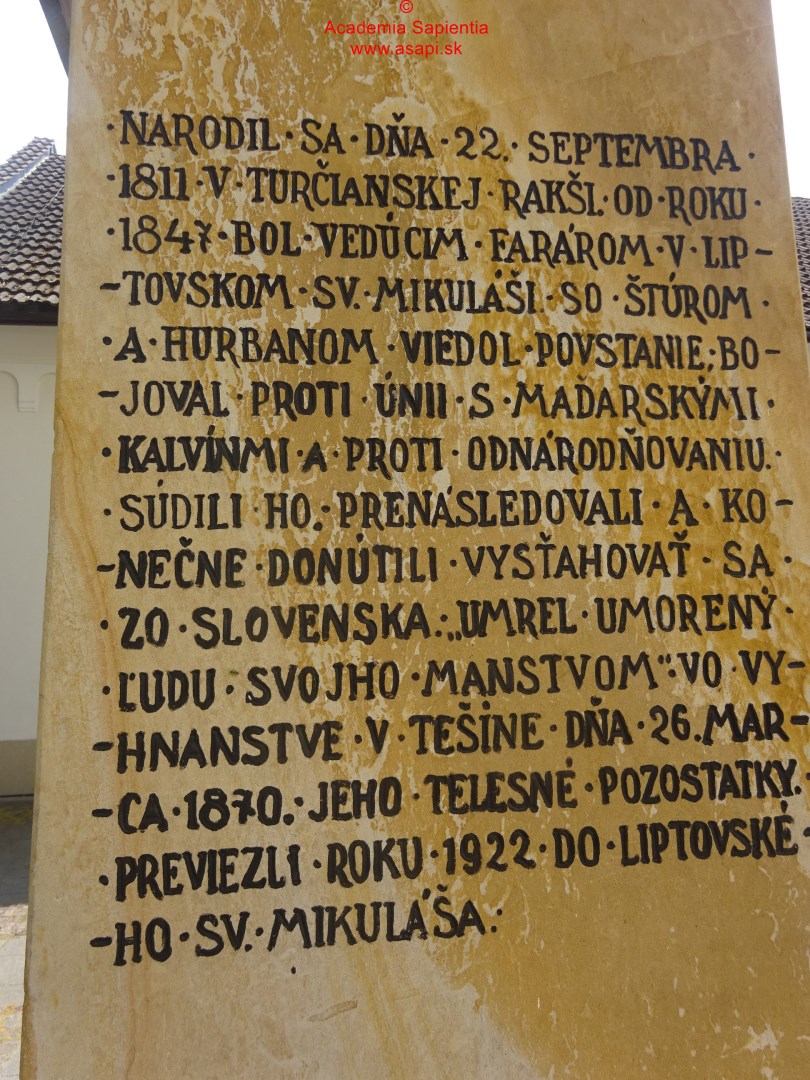 ©
Academia Sapientia
www.asapi.sk
·NARODIL·SA·DŇA·22.·SEPTEMBRA·
·1811·V·TURČIANSKEJ·RAKŠI.·OD·ROKU·
·1847·BOL·VEDÚCIM·FARÁROM·V·LIP-
-TOVSKOM·SV.·MIKULÁŠI.·SO·ŠTÚROM·
·A·HURBANOM·VIEDOL·POVSTANIE;BO-
-JOVAL·PROTI·ÚNII·S·MAĎARSKÝMI·
·KALVÍNMI·A·PROTI·ODNÁRODŇOVANIU.·
·SÚDILI·HO,·PRENÁSLEDOVALI·A·KO-
-NEČNE·DONÚTILI·VYSŤAHOVAŤ·SA·
·ZO·SLOVENSKA.·„UMREL·UMORENÝ·
·ĽUDU·SVOJHO·MANSTVOM“·VO·VY-
-HNANSTVE·V·TEŠÍNE·DŇA·26.MAR-
-CA·1870.·JEHO·TELESNÉ·POZOSTATKY·
·PREVIEZLI·ROKU·1922·DO·LIPTOVSKÉ·
-HO·SV.·MIKULÁŠA.·